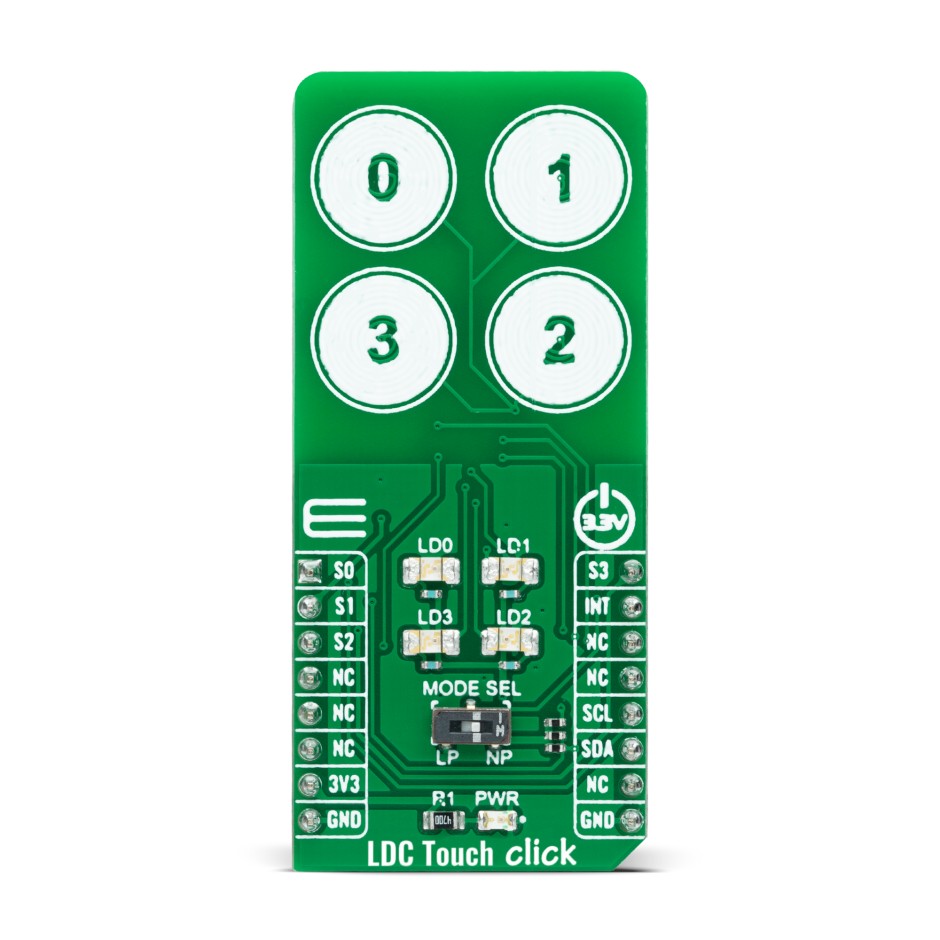 0 1
3 2
3.3V
LD0 LD1
S0 S3
S1 INT
LD3 LD2
S2 NC
NC NC
MODE SEL
NC SCL
NC SDA
LP NP
3V3 NC
R1 PWR
4700
GND GND
LDC Touch click